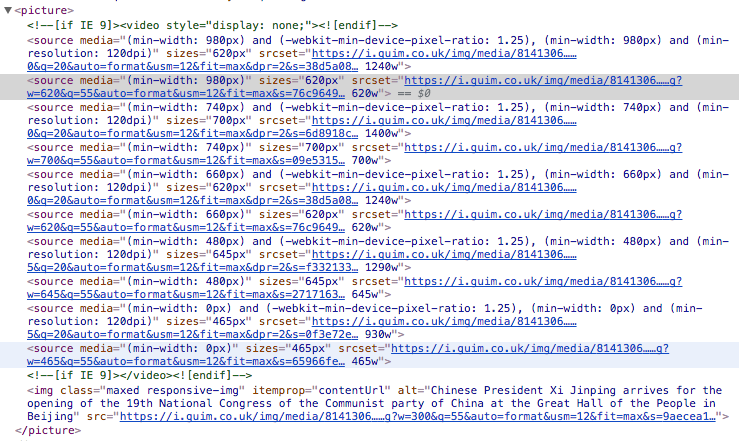 ▼<picture>
<!--[if IE 9]><video style="display: none;"><![endif]-->
<source media="(min-width: 980px) and (-webkit-min-device-pixel-ratio: 1.25), (min-width: 980px) and (min-
resolution: 120dpi)" sizes="620px" srcset="https://i.guim.co.uk/img/media/8141306……
0&q=20&auto=format&usm=12&fit=max&dpr=2&s=38d5a08… 1240w">
<source media="(min-width: 980px)" sizes="620px" srcset="https://i.guim.co.uk/img/media/8141306……g?
w=620&q=55&auto=format&usm=12&fit=max&s=76c9649… 620w"> == $0
<source media="(min-width: 740px) and (-webkit-min-device-pixel-ratio: 1.25), (min-width: 740px) and (min-
resolution: 120dpi)" sizes="700px" srcset="https://i.guim.co.uk/img/media/8141306……
0&q=20&auto=format&usm=12&fit=max&dpr=2&s=6d8918c… 1400w">
<source media="(min-width: 740px)" sizes="700px" srcset="https://i.guim.co.uk/img/media/8141306……g?
w=700&q=55&auto=format&usm=12&fit=max&s=09e5315… 700w">
<source media="(min-width: 660px) and (-webkit-min-device-pixel-ratio: 1.25), (min-width: 660px) and (min-
resolution: 120dpi)" sizes="620px" srcset="https://i.guim.co.uk/img/media/8141306……
0&q=20&auto=format&usm=12&fit=max&dpr=2&s=38d5a08… 1240w">
<source media="(min-width: 660px)" sizes="620px" srcset="https://i.guim.co.uk/img/media/8141306……g?
w=620&q=55&auto=format&usm=12&fit=max&s=76c9649… 620w">
<source media="(min-width: 480px) and (-webkit-min-device-pixel-ratio: 1.25), (min-width: 480px) and (min-
resolution: 120dpi)" sizes="645px" srcset="https://i.guim.co.uk/img/media/8141306……
5&q=20&auto=format&usm=12&fit=max&dpr=2&s=f332133… 1290w">
<source media="(min-width: 480px)" sizes="645px" srcset="https://i.guim.co.uk/img/media/8141306……g?
w=645&q=55&auto=format&usm=12&fit=max&s=2717163… 645w">
<source media="(min-width: 0px) and (-webkit-min-device-pixel-ratio: 1.25), (min-width: 0px) and (min-
resolution: 120dpi)" sizes="465px" srcset="https://i.guim.co.uk/img/media/8141306……
5&q=20&auto=format&usm=12&fit=max&dpr=2&s=0f3e72e… 930w">
<source media="(min-width: 0px)" sizes="465px" srcset="https://i.guim.co.uk/img/media/8141306……g?
w=465&q=55&auto=format&usm=12&fit=max&s=65966fe… 465w">
<!--[if IE 9]></video><![endif]-->
<img class="maxed responsive-img" itemprop="contentUrl" alt="Chinese President Xi Jinping arrives for the
opening of the 19th National Congress of the Communist party of China at the Great Hall of the People in
Beijing" src="https://i.guim.co.uk/img/media/8141306……g?w=300&q=55&auto=format&usm=12&fit=max&s=9aecea1…">
</picture>